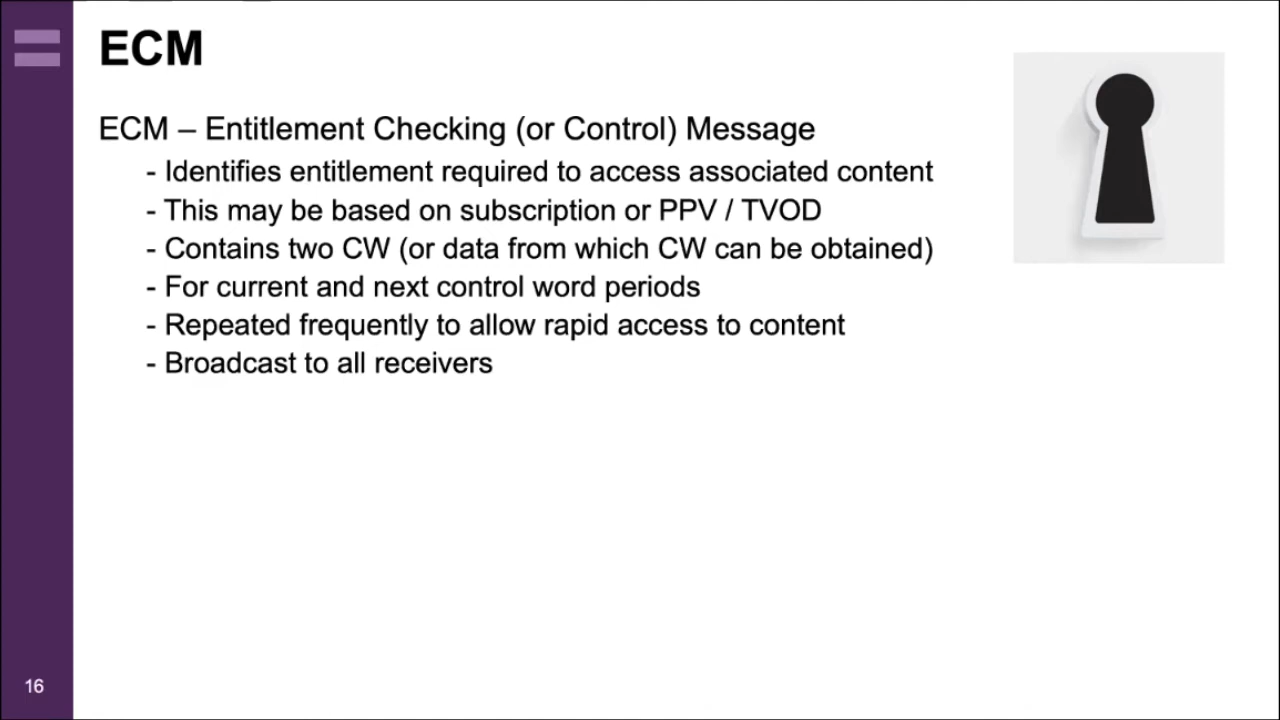 ECM
ECM – Entitlement Checking (or Control) Message
- Identifies entitlement required to access associated content
- This may be based on subscription or PPV / TVOD
- Contains two CW (or data from which CW can be obtained)
- For current and next control word periods
- Repeated frequently to allow rapid access to content
- Broadcast to all receivers
16